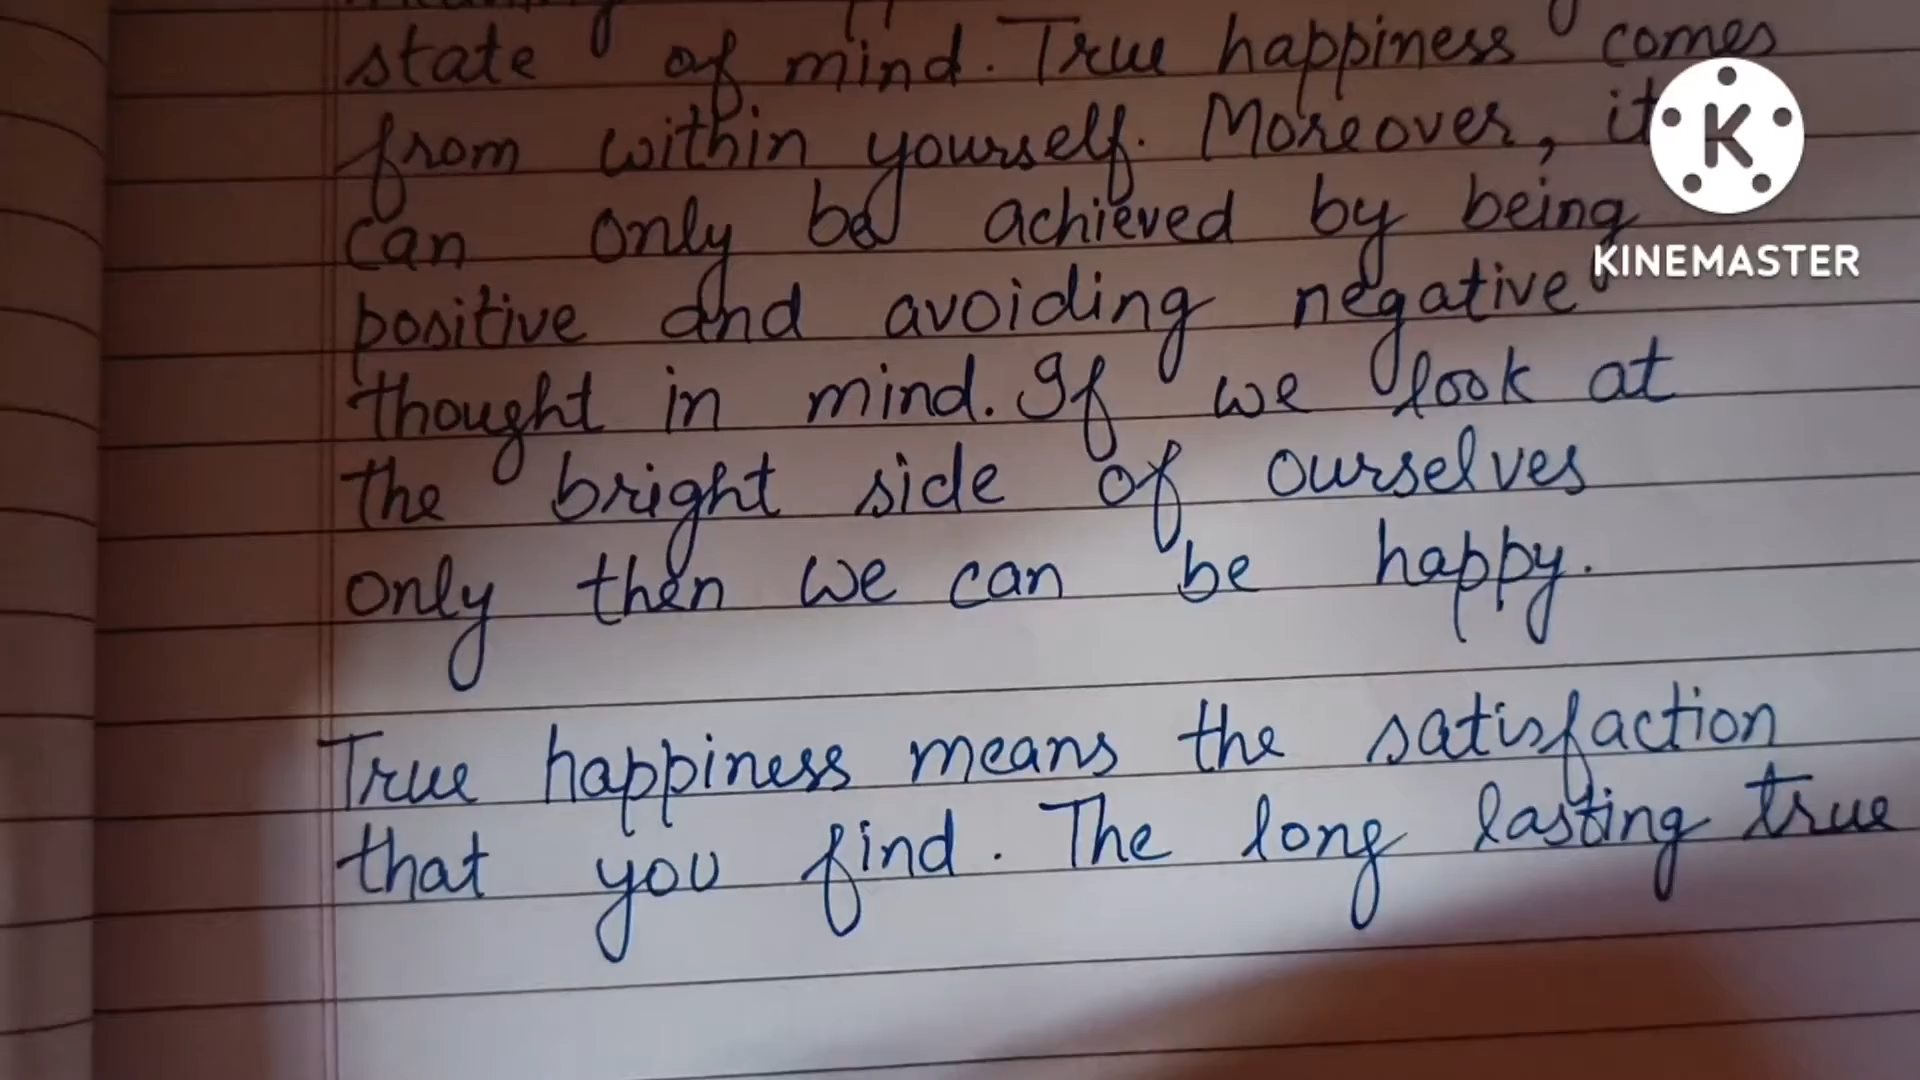 state of mind. True happiness comes
from within yourself. Moreover, it
can only be achieved by being
positive and avoiding negative
thought in mind. If we look at
the bright side of ourselves
only then we can be happy.
True happiness means the satisfaction
that you find. The long lasting true
K
KINEMASTER